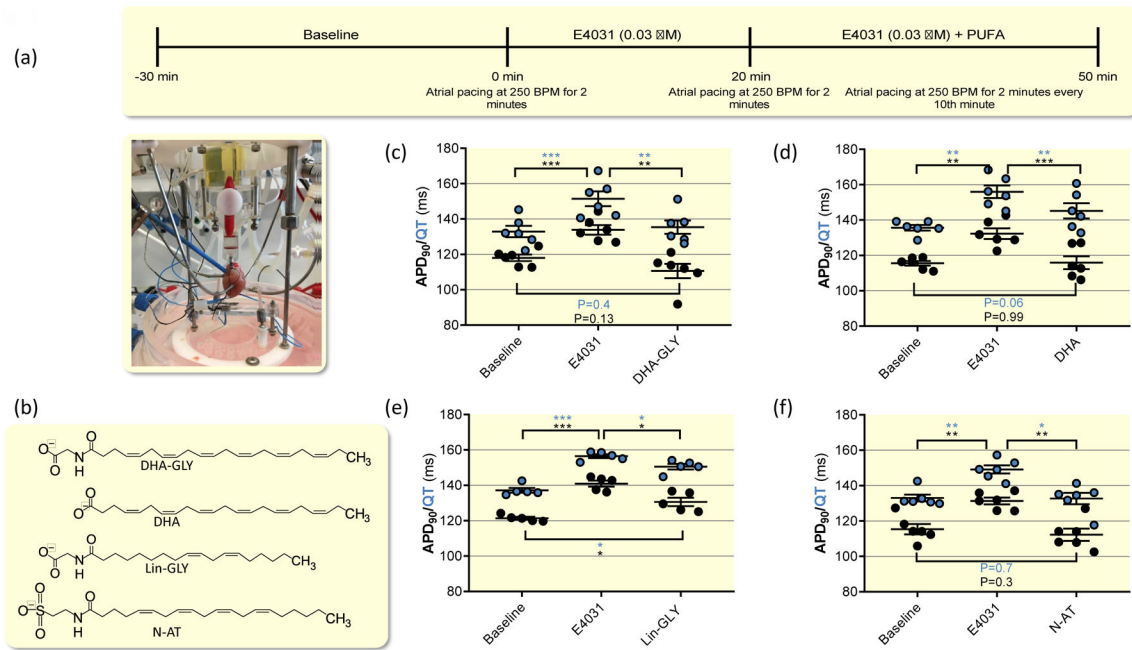 (a)
Baseline
E4031 (0.03 �M)
E4031 (0.03 �M) + PUFA
-30 min
0 min
20 min
50 min
Atrial pacing at 250 BPM for 2
minutes
Atrial pacing at 250 BPM for 2
minutes
Atrial pacing at 250 BPM for 2 minutes every
10th minute
(b)
O
O
N
H
O
CH₃
DHA-GLY
O
O
CH₃
DHA
O
O
N
H
O
CH₃
Lin-GLY
O
S
O
O
N
H
O
CH₃
N-AT
(c)
APD₉₀/QT (ms)
180
160
140
120
100
80
***
***
**
**
P=0.4
P=0.13
Baseline
E4031
DHA-GLY
(d)
APD₉₀/QT (ms)
180
160
140
120
100
80
**
**
**
***
P=0.06
P=0.99
Baseline
E4031
DHA
(e)
APD₉₀/QT (ms)
180
160
140
120
100
80
***
***
*
*
*
*
Baseline
E4031
Lin-GLY
(f)
APD₉₀/QT (ms)
180
160
140
120
100
80
**
**
*
**
P=0.7
P=0.3
Baseline
E4031
N-AT